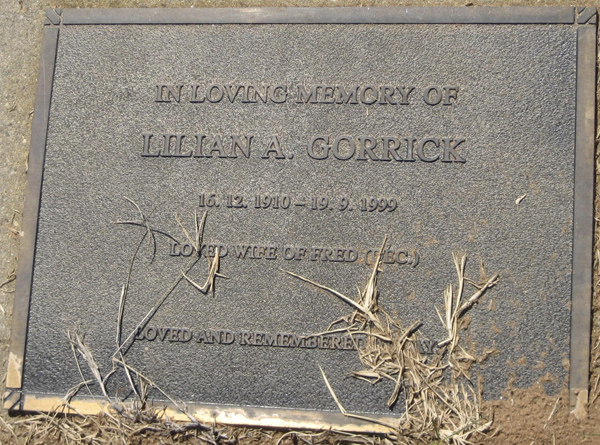 IN LOVING MEMORY OF
LILIAN A. GORRICK
16. 12. 1910 – 19. 9. 1999
LOVED WIFE OF FRED (DEC.)
LOVED AND REMEMBERED